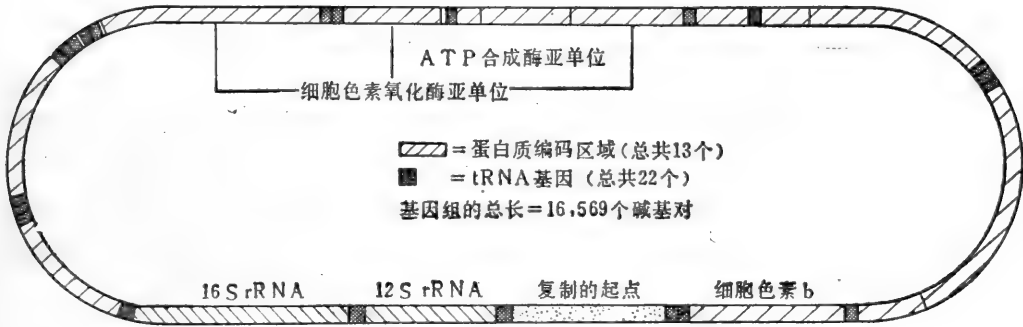 ATP合成酶亚单位
细胞色素氧化酶亚单位
=蛋白质编码区域(总共13个)
=tRNA基因(总共22个)
基因组的总长=16,569个碱基对
16S rRNA 12S rRNA 复制的起点 细胞色素b